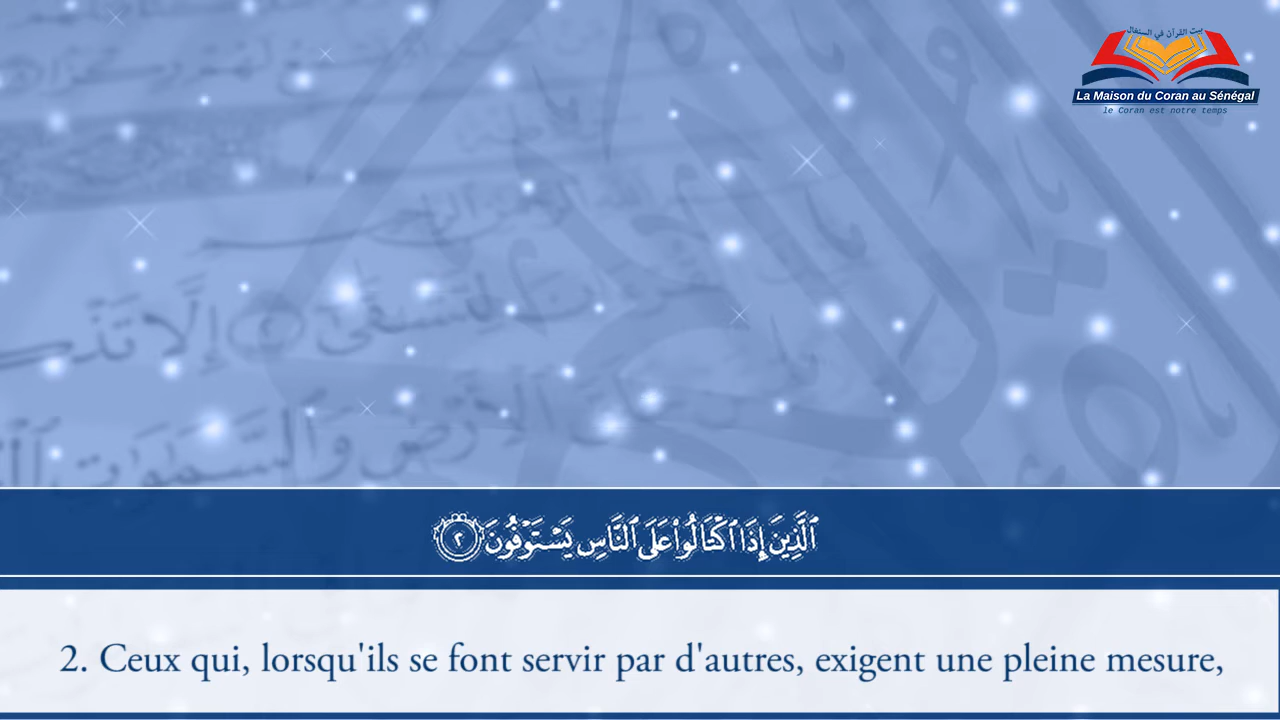 بيت القرآن في السنغال
La Maison du Coran au Sénégal
le Coran est notre temps
إلا تذك
ٱلَّذِينَ إِذَا ٱكْتَالُوا۟ عَلَى ٱلنَّاسِ يَسْتَوْفُونَ ٢
2. Ceux qui, lorsqu'ils se font servir par d'autres, exigent une pleine mesure,